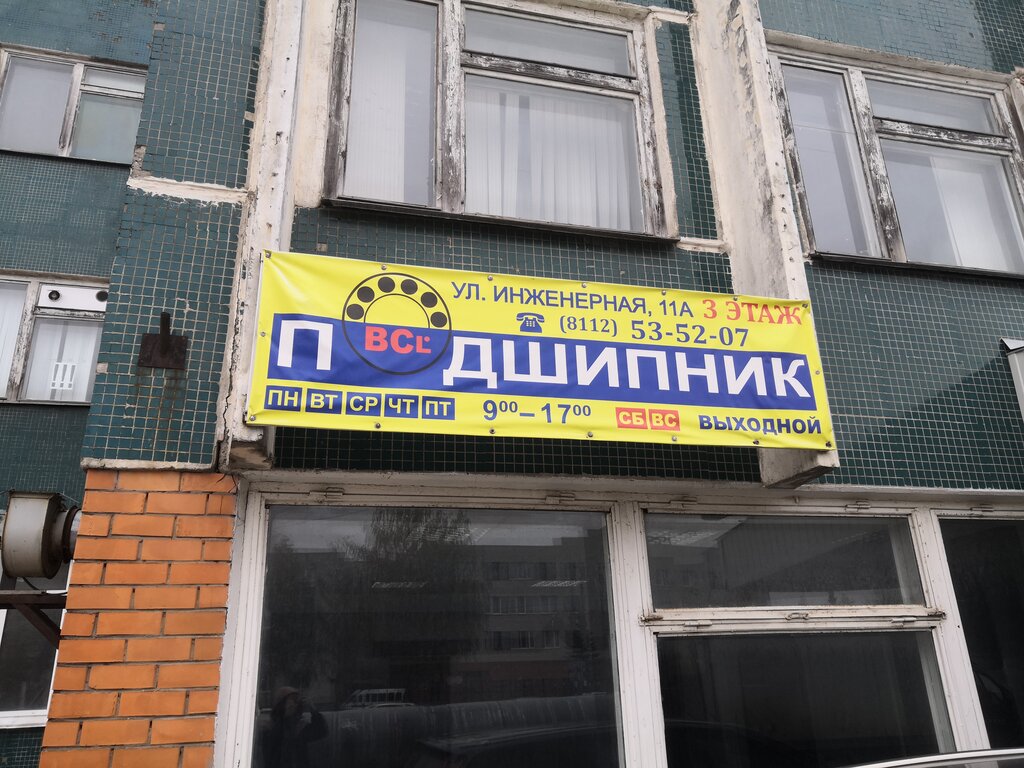 УЛ. ИНЖЕНЕРНАЯ, 11А 3 ЭТАЖ
(8112) 53-52-07
BCL
ПОДШИПНИК
ПН ВТ СР ЧТ ПТ 9⁰⁰–17⁰⁰ СБ ВС ВЫХОДНОЙ